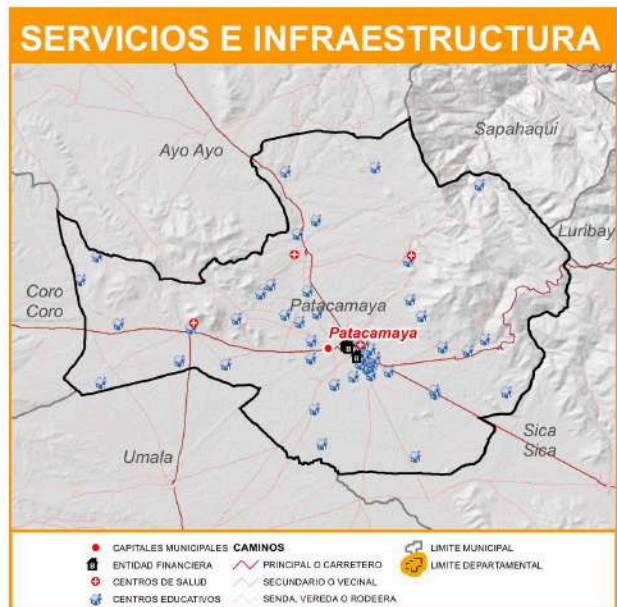 SERVICIOS E INFRAESTRUCTURA
Sapahaqui
Ayo Ayo
Luribay
Coro
Coro
Patacamaya
Patacamaya
Sica
Sica
Umala
CAPITALES MUNICIPALES
ENTIDAD FINANCIERA
CENTROS DE SALUD
CENTROS EDUCATIVOS
CAMINOS
PRINCIPAL O CARRETERO
SECUNDARIO O VECINAL
SENDA, VEREDA O RODEERA
LIMITE MUNICIPAL
LIMITE DEPARTAMENTAL